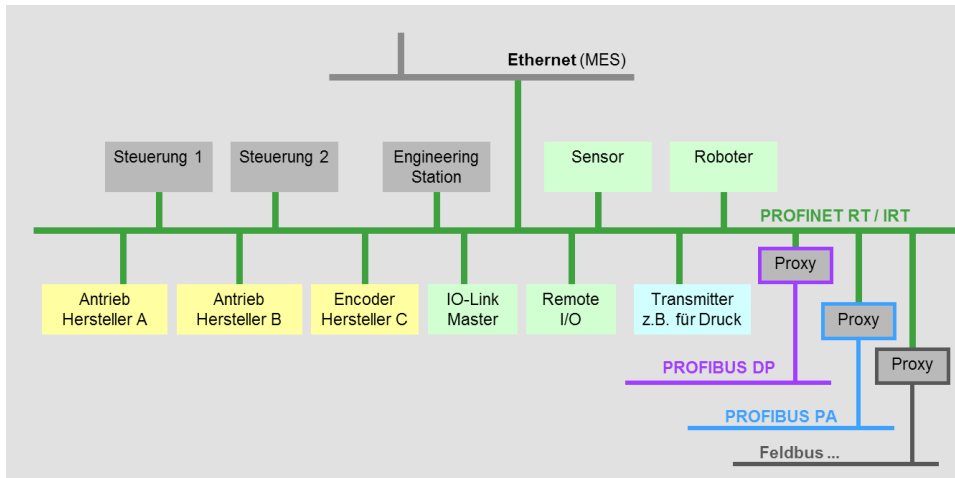 Ethernet (MES)
Steuerung 1
Steuerung 2
Engineering
Station
Sensor
Roboter
PROFINET RT / IRT
Antrieb
Hersteller A
Antrieb
Hersteller B
Encoder
Hersteller C
IO-Link
Master
Remote
I/O
Transmitter
z.B. für Druck
Proxy
Proxy
Proxy
PROFIBUS DP
PROFIBUS PA
Feldbus ...